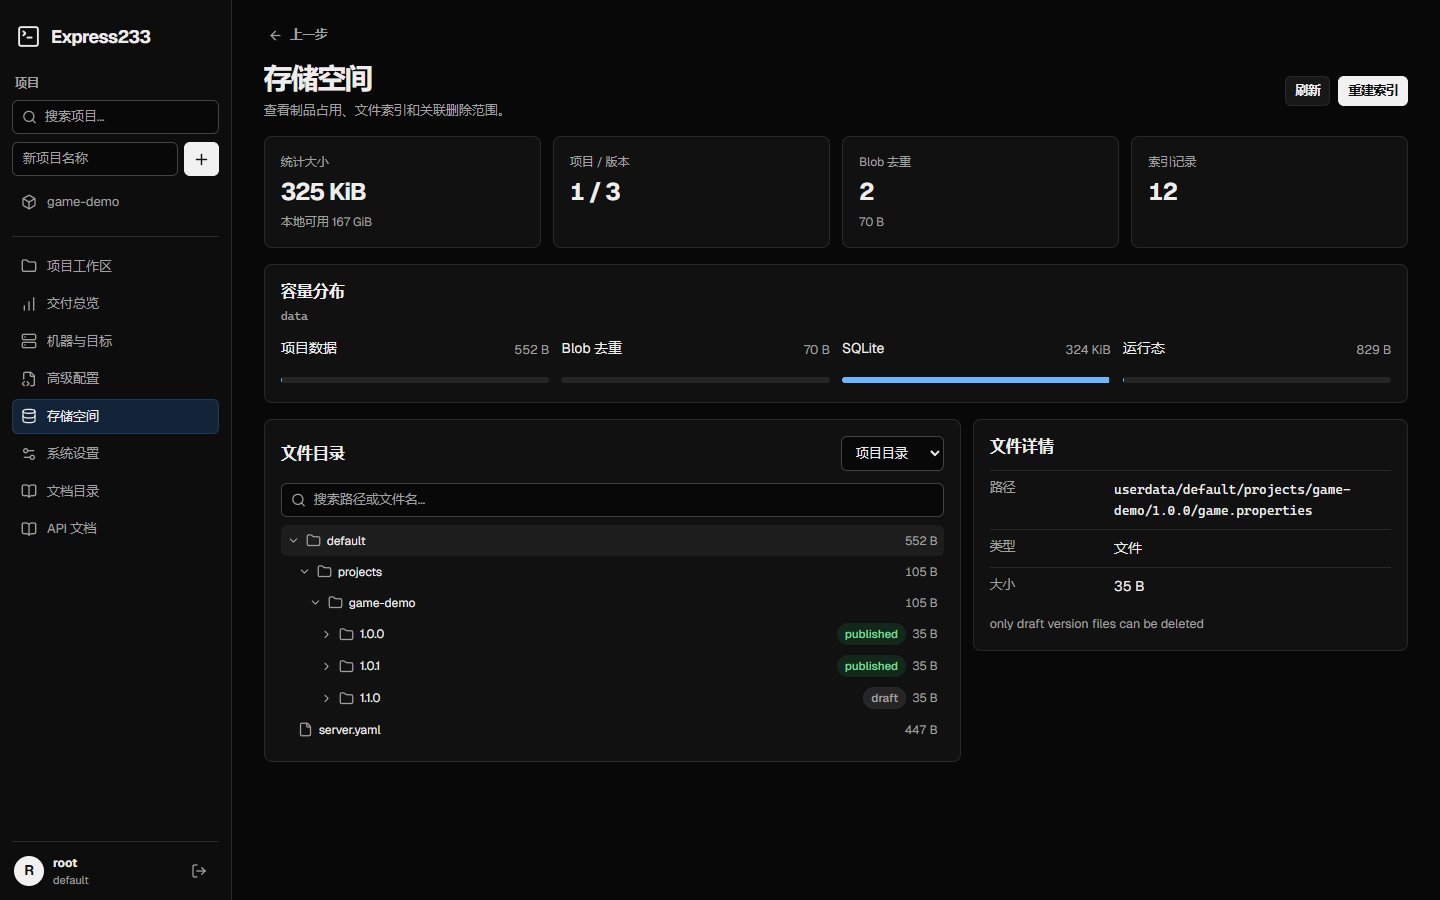 Express233
项目
搜索项目...
新项目名称
game-demo
项目工作区
交付总览
机器与目标
高级配置
存储空间
系统设置
文档目录
API 文档
R
root
default
上一步
存储空间
查看制品占用、文件索引和关联删除范围。
刷新
重建索引
统计大小
325 KiB
本地可用 167 GiB
项目 / 版本
1 / 3
Blob 去重
2
70 B
索引记录
12
容量分布
data
项目数据 552 B
Blob 去重 70 B
SQLite 324 KiB
运行态 829 B
文件目录
项目目录
搜索路径或文件名...
default 552 B
projects 105 B
game-demo 105 B
1.0.0 published 35 B
1.0.1 published 35 B
1.1.0 draft 35 B
server.yaml 447 B
文件详情
路径 userdata/default/projects/game-
demo/1.0.0/game.properties
类型 文件
大小 35 B
only draft version files can be deleted